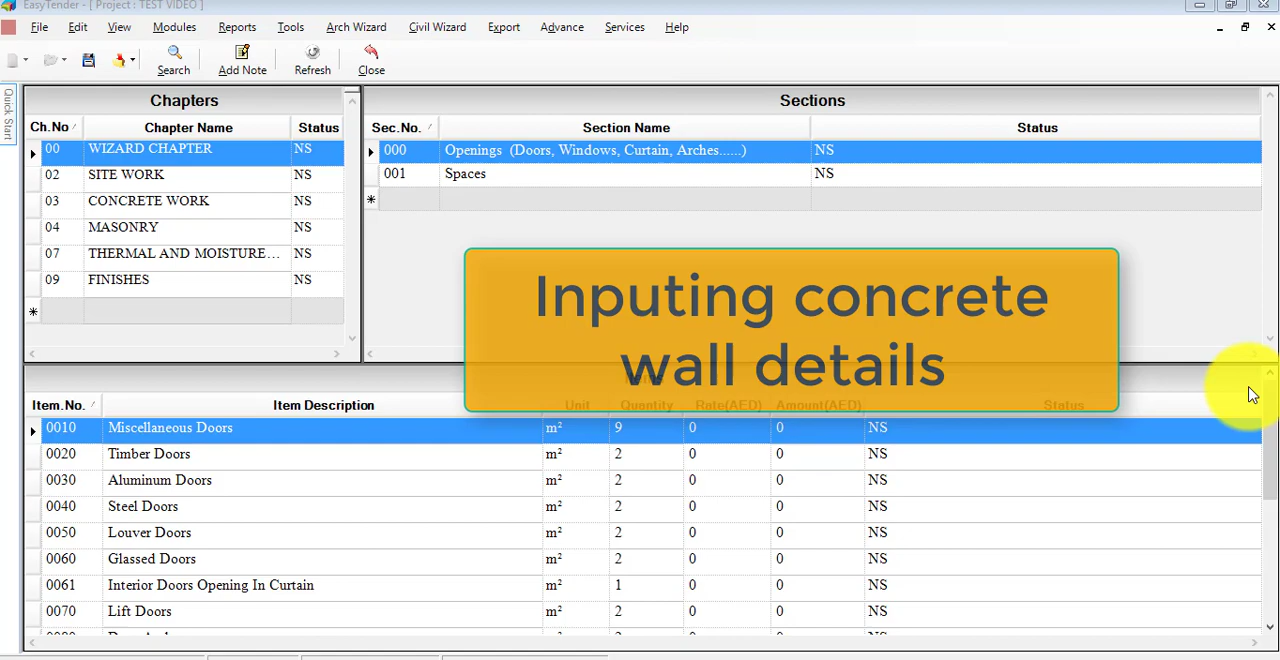 EasyTender - [ Project : TEST VIDEO ]
File Edit View Modules Reports Tools Arch Wizard Civil Wizard Export Advance Services Help
Search Add Note Refresh Close
Quick Start
Chapters
Ch.No Chapter Name Status
00 WIZARD CHAPTER NS
02 SITE WORK NS
03 CONCRETE WORK NS
04 MASONRY NS
07 THERMAL AND MOISTURE... NS
09 FINISHES NS
Sections
Sec.No. Section Name Status
000 Openings (Doors, Windows, Curtain, Arches......) NS
001 Spaces NS
Inputing concrete
wall details
Item.No. Item Description Unit Quantity Rate(AED) Amount(AED) Status
0010 Miscellaneous Doors m² 9 0 0 NS
0020 Timber Doors m² 2 0 0 NS
0030 Aluminum Doors m² 2 0 0 NS
0040 Steel Doors m² 2 0 0 NS
0050 Louver Doors m² 2 0 0 NS
0060 Glassed Doors m² 2 0 0 NS
0061 Interior Doors Opening In Curtain m² 1 0 0 NS
0070 Lift Doors m² 2 0 0 NS